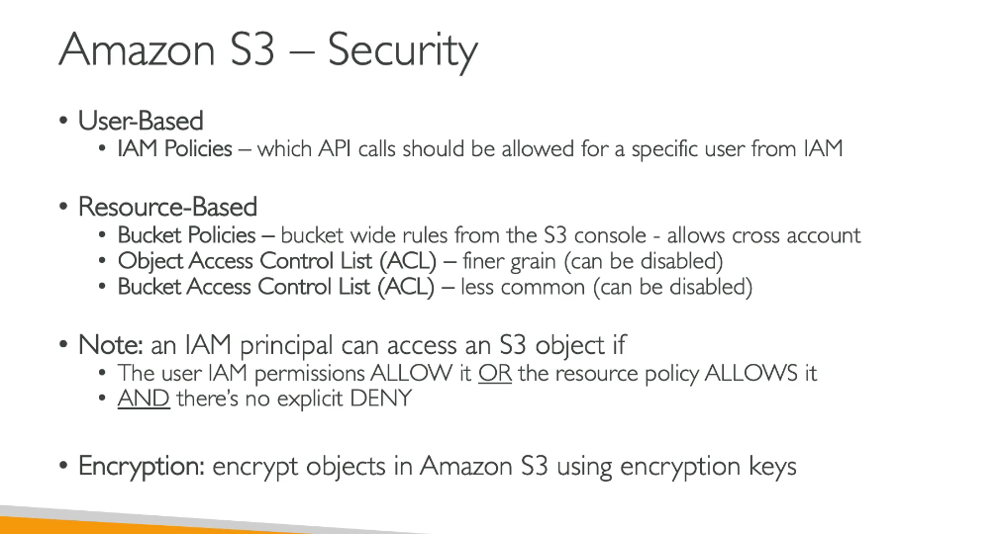 Amazon S3 – Security
• User-Based
• IAM Policies – which API calls should be allowed for a specific user from IAM
• Resource-Based
• Bucket Policies – bucket wide rules from the S3 console - allows cross account
• Object Access Control List (ACL) – finer grain (can be disabled)
• Bucket Access Control List (ACL) – less common (can be disabled)
• Note: an IAM principal can access an S3 object if
• The user IAM permissions ALLOW it OR the resource policy ALLOWS it
• AND there’s no explicit DENY
• Encryption: encrypt objects in Amazon S3 using encryption keys